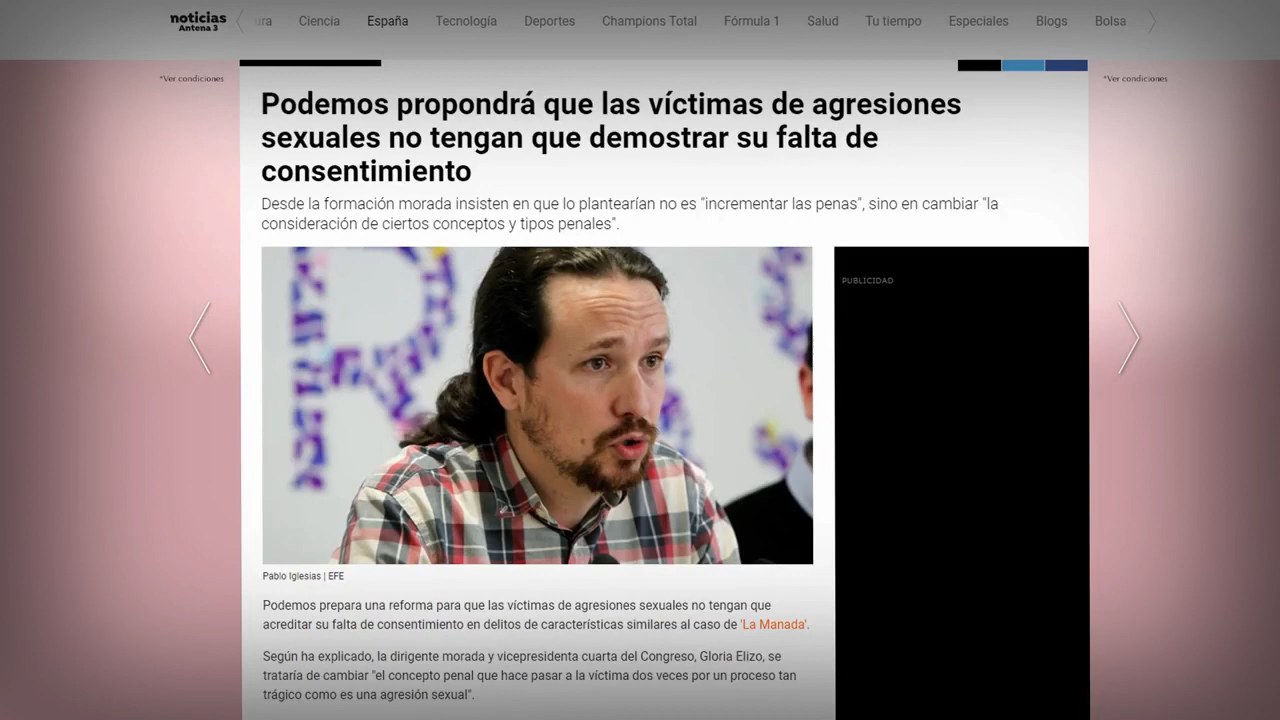 noticias
Antena 3
ura Ciencia España Tecnología Deportes Champions Total Fórmula 1 Salud Tu tiempo Especiales Blogs Bolsa
*Ver condiciones
*Ver condiciones
Podemos propondrá que las víctimas de agresiones
sexuales no tengan que demostrar su falta de
consentimiento
Desde la formación morada insisten en que lo plantearían no es "incrementar las penas", sino en cambiar "la
consideración de ciertos conceptos y tipos penales".
PUBLICIDAD
Pablo Iglesias | EFE
Podemos prepara una reforma para que las víctimas de agresiones sexuales no tengan que
acreditar su falta de consentimiento en delitos de características similares al caso de 'La Manada'.
Según ha explicado, la dirigente morada y vicepresidenta cuarta del Congreso, Gloria Elizo, se
trataría de cambiar "el concepto penal que hace pasar a la víctima dos veces por un proceso tan
trágico como es una agresión sexual".